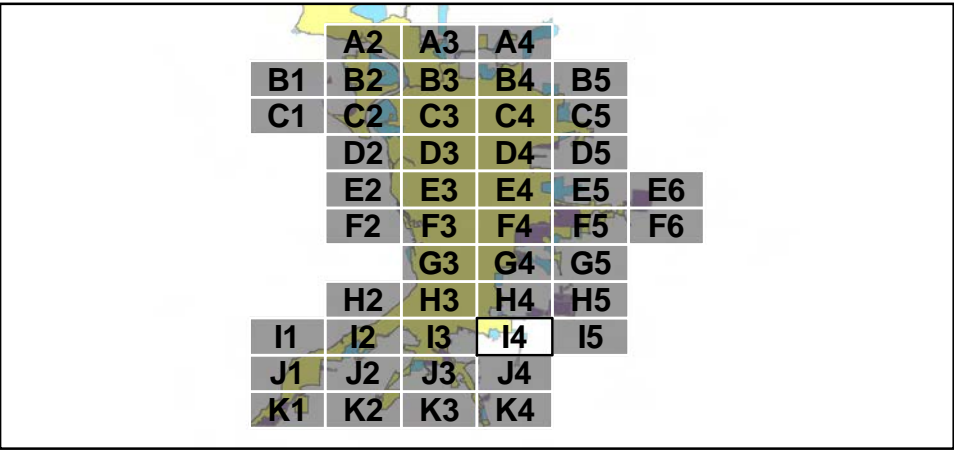 A2 A3 A4
B1 B2 B3 B4 B5
C1 C2 C3 C4 C5
D2 D3 D4 D5
E2 E3 E4 E5 E6
F2 F3 F4 F5 F6
G3 G4 G5
H2 H3 H4 H5
I1 I2 I3 I4 I5
J1 J2 J3 J4
K1 K2 K3 K4